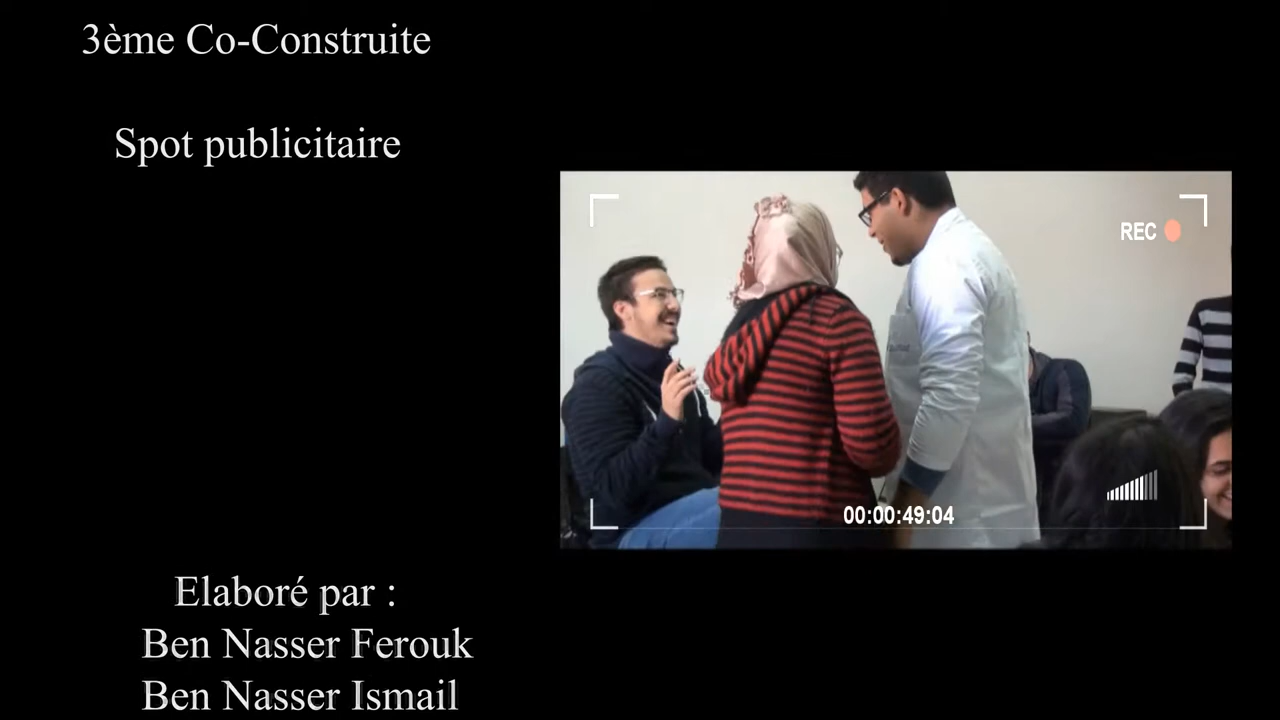 3ème Co-Construite
Spot publicitaire
REC
00:00:49:04
Elaboré par :
Ben Nasser Ferouk
Ben Nasser Ismail